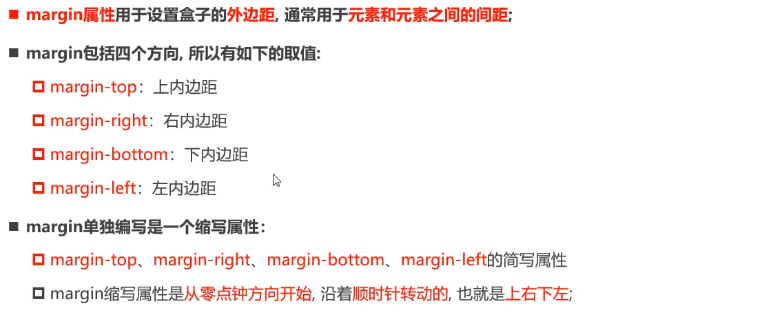 margin属性用于设置盒子的外边距, 通常用于元素和元素之间的间距;
margin包括四个方向, 所以有如下的取值:
margin-top：上内边距
margin-right：右内边距
margin-bottom：下内边距
margin-left：左内边距
margin单独编写是一个缩写属性：
margin-top、margin-right、margin-bottom、margin-left的简写属性
margin缩写属性是从零点钟方向开始, 沿着顺时针转动的, 也就是上右下左;